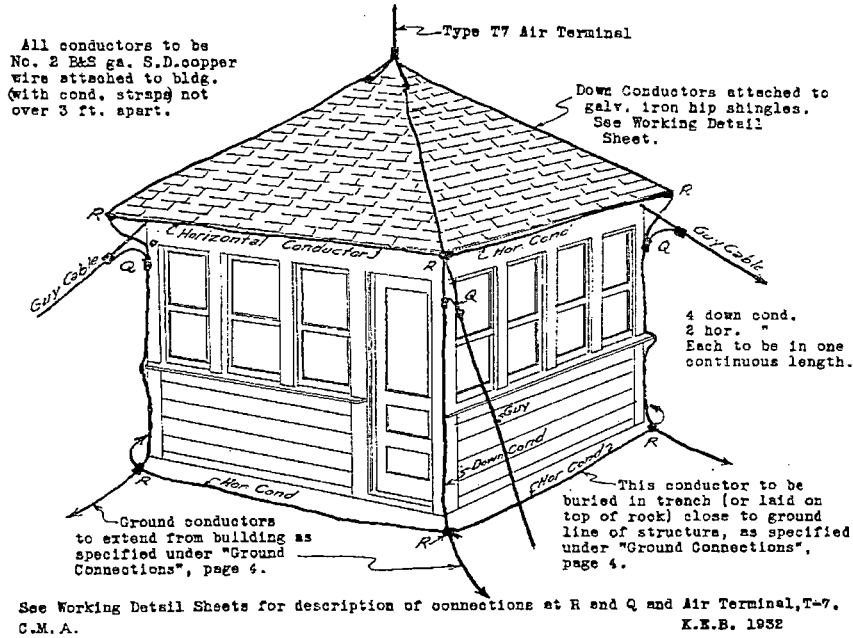 Type T7 Air Terminal
All conductors to be
No. 2 B&S ga. S.D.copper
wire attached to bldg.
(with cond. straps) not
over 3 ft. apart.
Down Conductors attached to
galv. iron hip shingles.
See Working Detail
Sheet.
R
R
Horizontal Conductor
Hor. Cond
R
Guy Cable
Q
Guy Cable
Q
Q
4 down cond.
2 hor. "
Each to be in one
continuous length.
Guy
Down Cond
R
R
Hor. Cond
Hor. Cond
R
Ground conductors
to extend from building as
specified under "Ground
Connections", page 4.
This conductor to be
buried in trench (or laid on
top of rock) close to ground
line of structure, as specified
under "Ground Connections",
page 4.
See Working Detail Sheets for description of connections at R and Q and Air Terminal,T-7.
C.M.A.
K.E.B. 1932